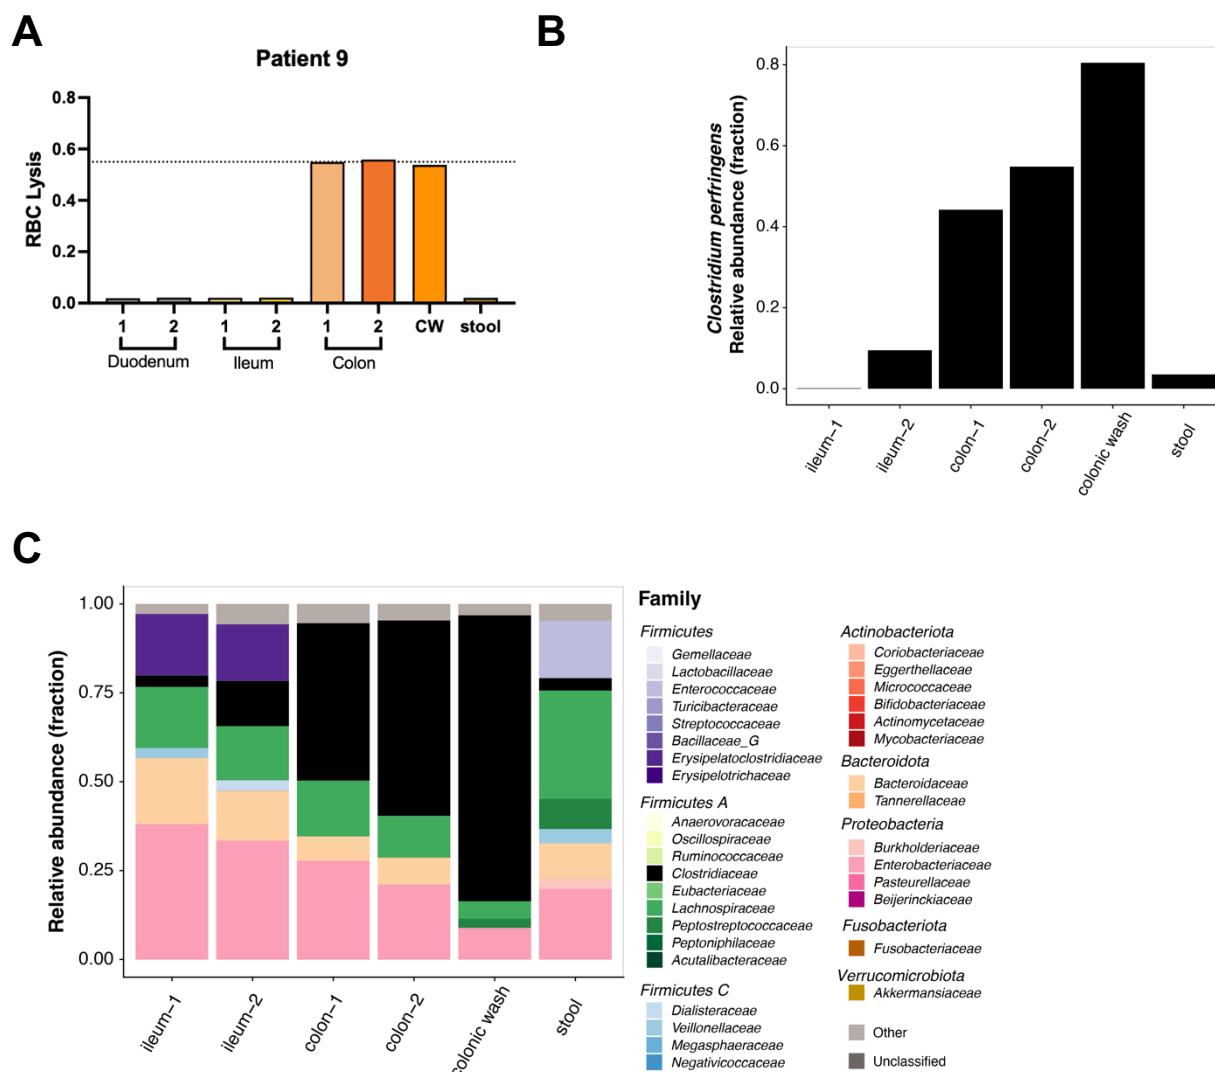 A
Patient 9
RBC Lysis
0.8
0.6
0.4
0.2
0.0
1 2 1 2 1 2 CW stool
Duodenum Ileum Colon
B
Clostridium perfringens
Relative abundance (fraction)
0.8
0.6
0.4
0.2
0.0
ileum-1
ileum-2
colon-1
colon-2
colonic wash
stool
C
Relative abundance (fraction)
1.00
0.75
0.50
0.25
0.00
ileum-1
ileum-2
colon-1
colon-2
colonic wash
stool
Family
Firmicutes
Gemellaceae
Lactobacillaceae
Enterococcaceae
Turicibacteraceae
Streptococcaceae
Bacillaceae_G
Erysipelatoclostridiaceae
Erysipelotrichaceae
Firmicutes A
Anaerovoracaceae
Oscillospiraceae
Ruminococcaceae
Clostridiaceae
Eubacteriaceae
Lachnospiraceae
Peptostreptococcaceae
Peptoniphilaceae
Acutalibacteraceae
Firmicutes C
Dialisteraceae
Veillonellaceae
Megasphaeraceae
Negativicoccaceae
Actinobacteriota
Coriobacteriaceae
Eggerthellaceae
Micrococcaceae
Bifidobacteriaceae
Actinomycetaceae
Mycobacteriaceae
Bacteroidota
Bacteroidaceae
Tannerellaceae
Proteobacteria
Burkholderiaceae
Enterobacteriaceae
Pasteurellaceae
Beijerinckiaceae
Fusobacteriota
Fusobacteriaceae
Verrucomicrobiota
Akkermansiaceae
Other
Unclassified